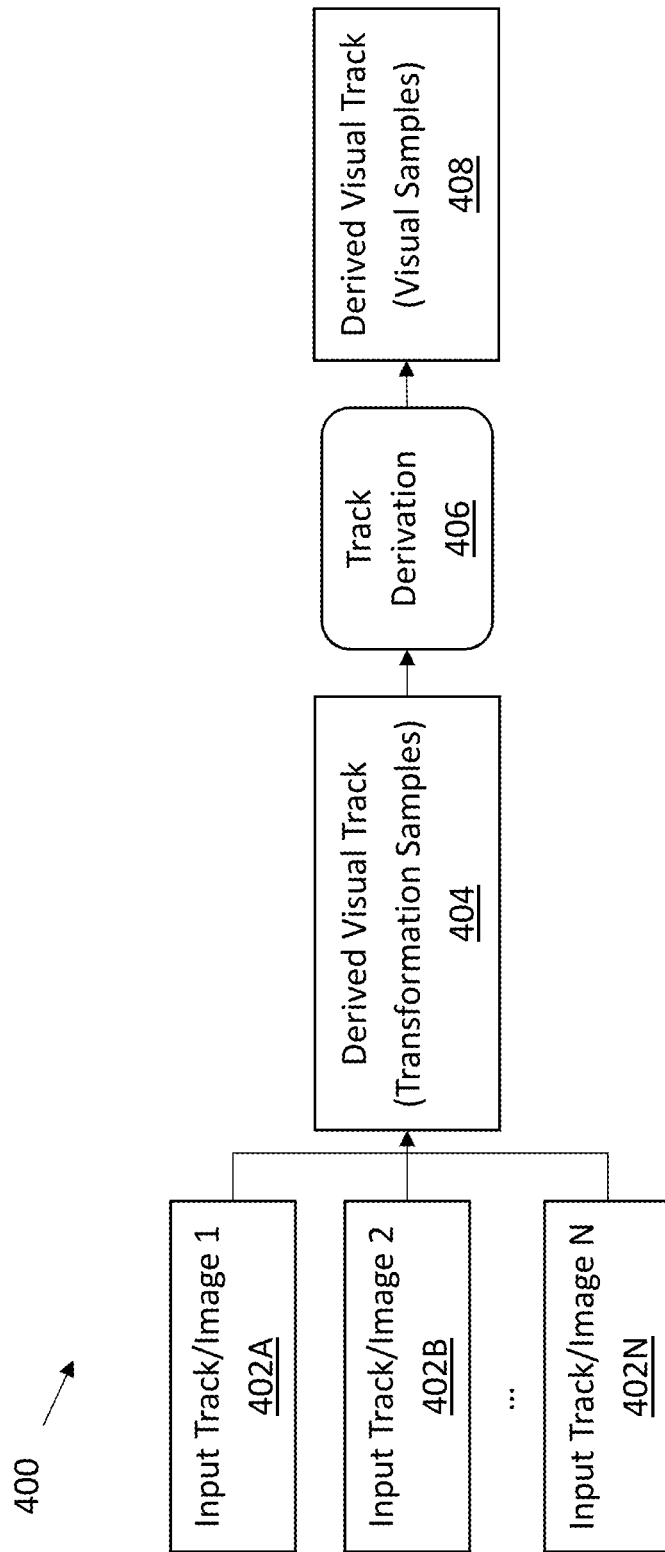 400
Input Track/Image 1
402A
Input Track/Image 2
402B
...
Input Track/Image N
402N
Derived Visual Track
(Transformation Samples)
404
Track
Derivation
406
Derived Visual Track
(Visual Samples)
408